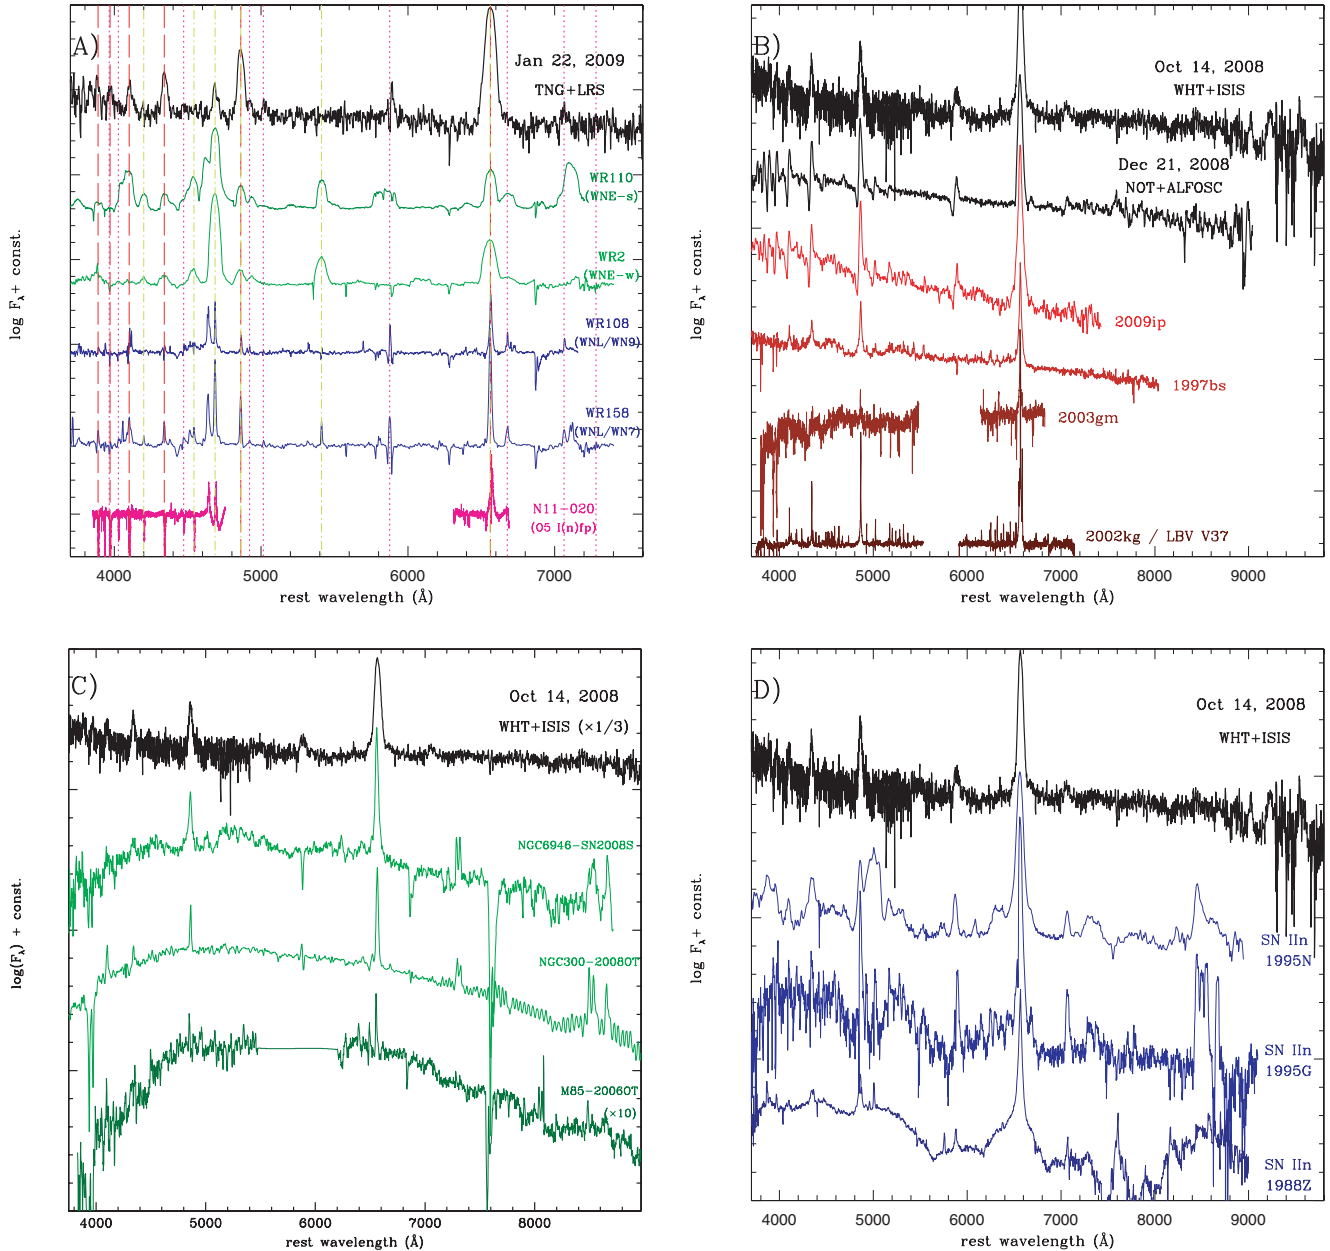 A)
Jan 22, 2009
TNG+LRS
WR110
(WNE-s)
WR2
(WNE-w)
WR108
(WNL/WN9)
WR158
(WNL/WN7)
N11-020
(O5 I(n)fp)
log Fλ+ const.
4000 5000 6000 7000
rest wavelength (Å)
B)
Oct 14, 2008
WHT+ISIS
Dec 21, 2008
NOT+ALFOSC
2009ip
1997bs
2003gm
2002kg / LBV V37
log Fλ+ const.
4000 5000 6000 7000 8000 9000
rest wavelength (Å)
C)
Oct 14, 2008
WHT+ISIS (×1/3)
NGC6946-SN2008S
NGC300-2008OT
M85-2006OT
(×10)
log(Fλ) + const.
4000 5000 6000 7000 8000
rest wavelength (Å)
D)
Oct 14, 2008
WHT+ISIS
SN IIn
1995N
SN IIn
1995G
SN IIn
1988Z
log Fλ + const.
4000 5000 6000 7000 8000 9000
rest wavelength (Å)